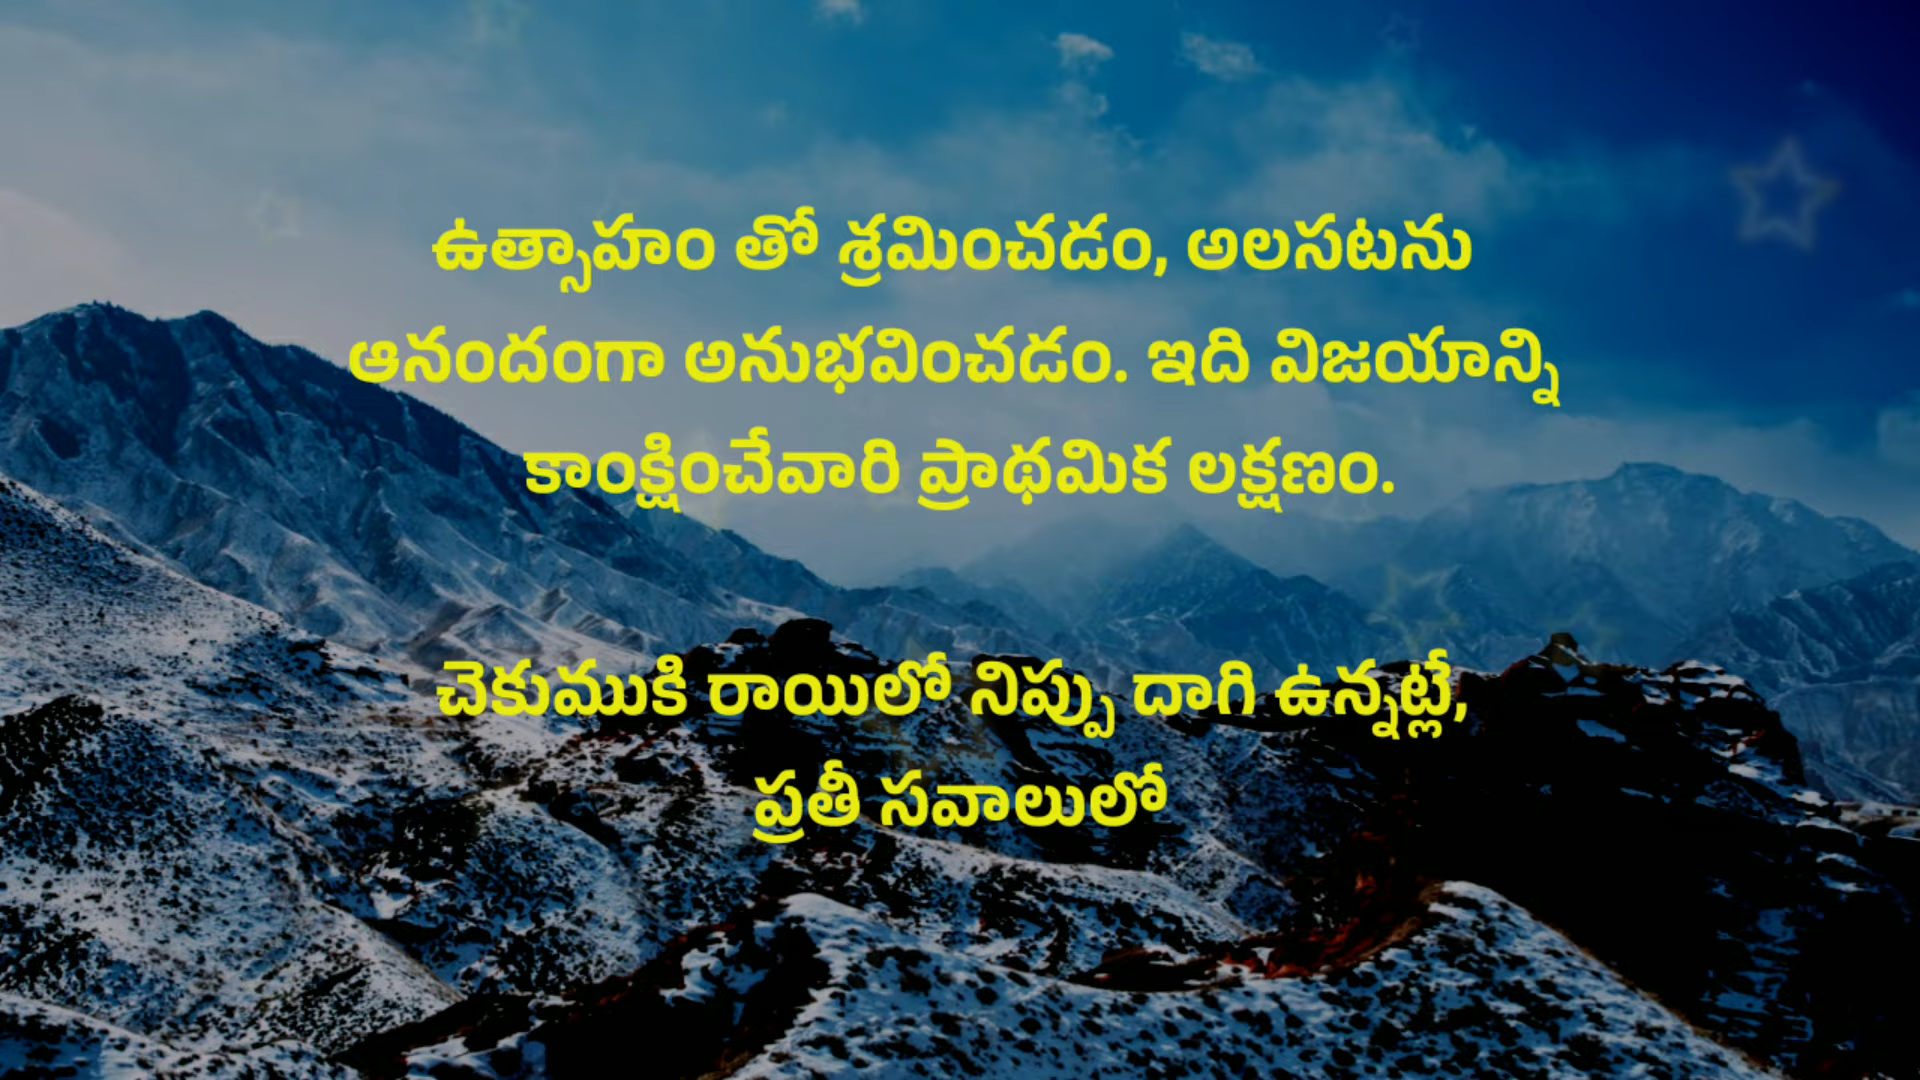 ఉత్సాహం తో శ్రమించడం, అలసటను
ఆనందంగా అనుభవించడం. ఇది విజయాన్ని
కాంక్షించేవారి ప్రాథమిక లక్షణం.
చెకుముకి రాయిలో నిప్పు దాగి ఉన్నట్లే,
ప్రతీ సవాలులో